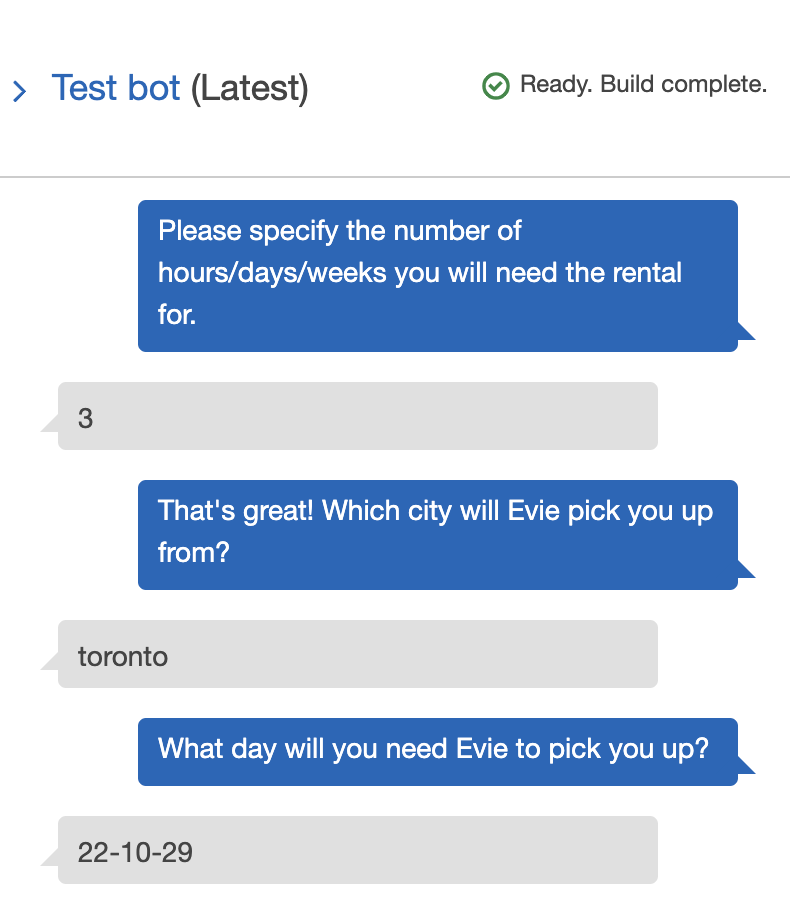 Test bot (Latest)
Ready. Build complete.
Please specify the number of
hours/days/weeks you will need the rental
for.
3
That's great! Which city will Evie pick you up
from?
toronto
What day will you need Evie to pick you up?
22-10-29